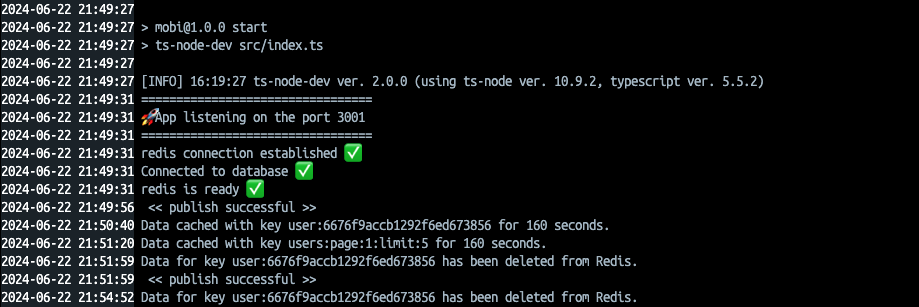 2024-06-22 21:49:27
2024-06-22 21:49:27 > mobi@1.0.0 start
2024-06-22 21:49:27 > ts-node-dev src/index.ts
2024-06-22 21:49:27
2024-06-22 21:49:27 [INFO] 16:19:27 ts-node-dev ver. 2.0.0 (using ts-node ver. 10.9.2, typescript ver. 5.5.2)
2024-06-22 21:49:31 =================================
2024-06-22 21:49:31 🚀App listening on the port 3001
2024-06-22 21:49:31 =================================
2024-06-22 21:49:31 redis connection established ✅
2024-06-22 21:49:31 Connected to database ✅
2024-06-22 21:49:31 redis is ready ✅
2024-06-22 21:49:56  << publish successful >>
2024-06-22 21:50:40 Data cached with key user:6676f9accb1292f6ed673856 for 160 seconds.
2024-06-22 21:51:20 Data cached with key users:page:1:limit:5 for 160 seconds.
2024-06-22 21:51:59 Data for key user:6676f9accb1292f6ed673856 has been deleted from Redis.
2024-06-22 21:51:59  << publish successful >>
2024-06-22 21:54:52 Data for key user:6676f9accb1292f6ed673856 has been deleted from Redis.